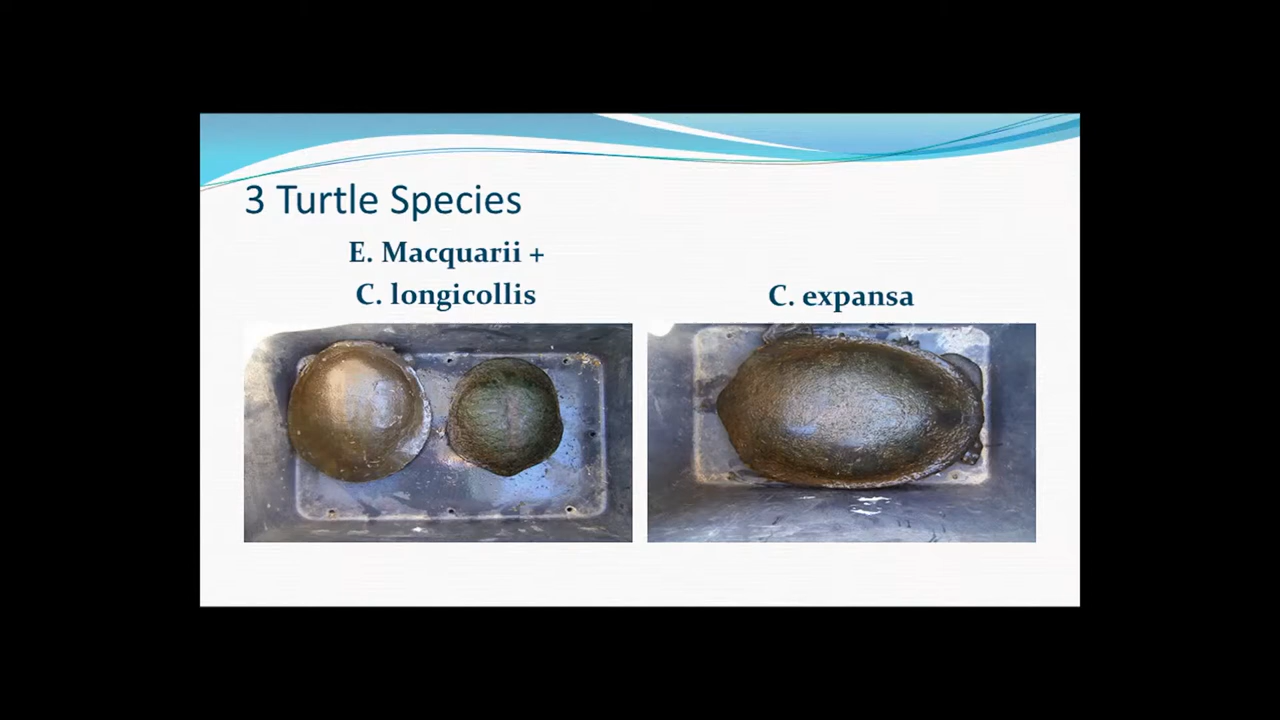 3 Turtle Species
E. Macquarii +
C. longicollis
C. expansa